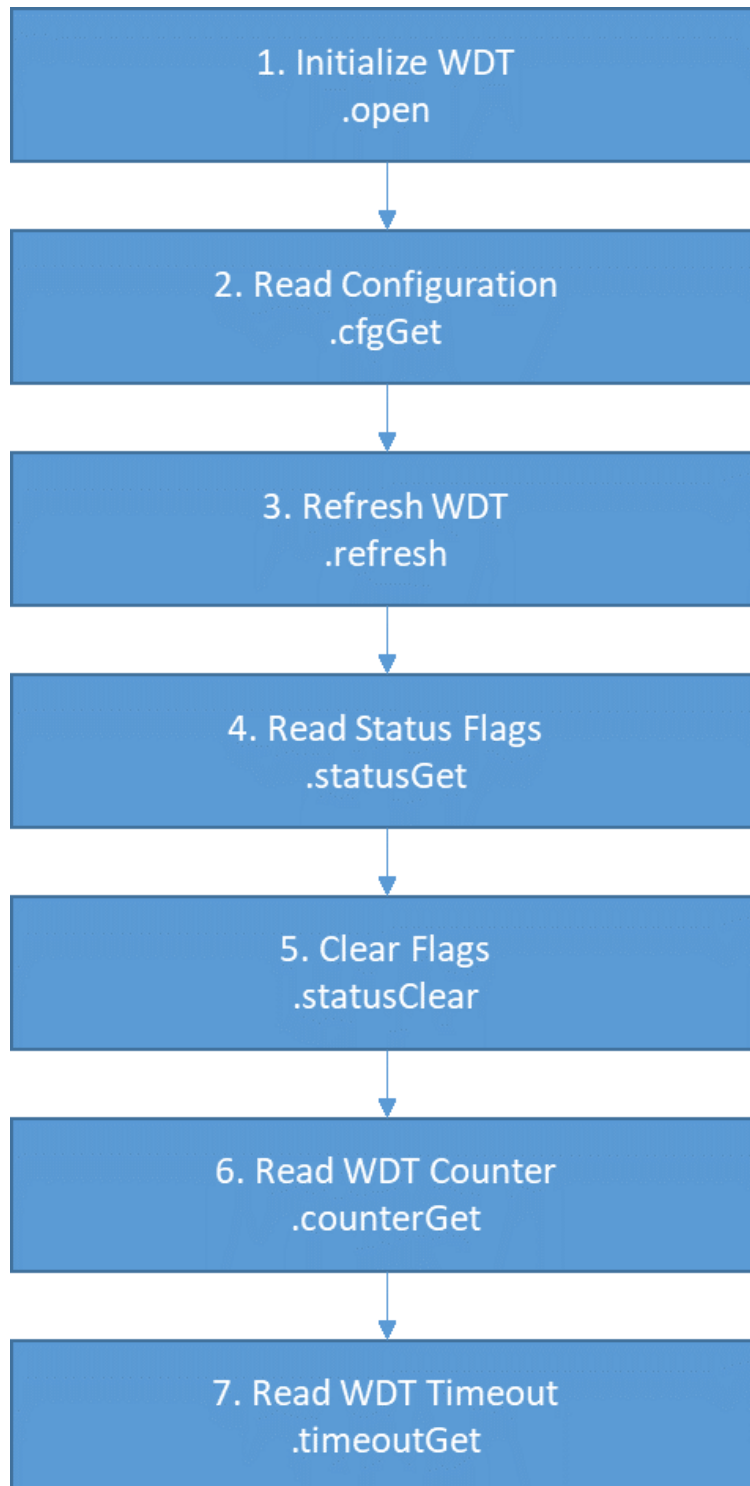 1. Initialize WDT
.open
2. Read Configuration
.cfgGet
3. Refresh WDT
.refresh
4. Read Status Flags
.statusGet
5. Clear Flags
.statusClear
6. Read WDT Counter
.counterGet
7. Read WDT Timeout
.timeoutGet